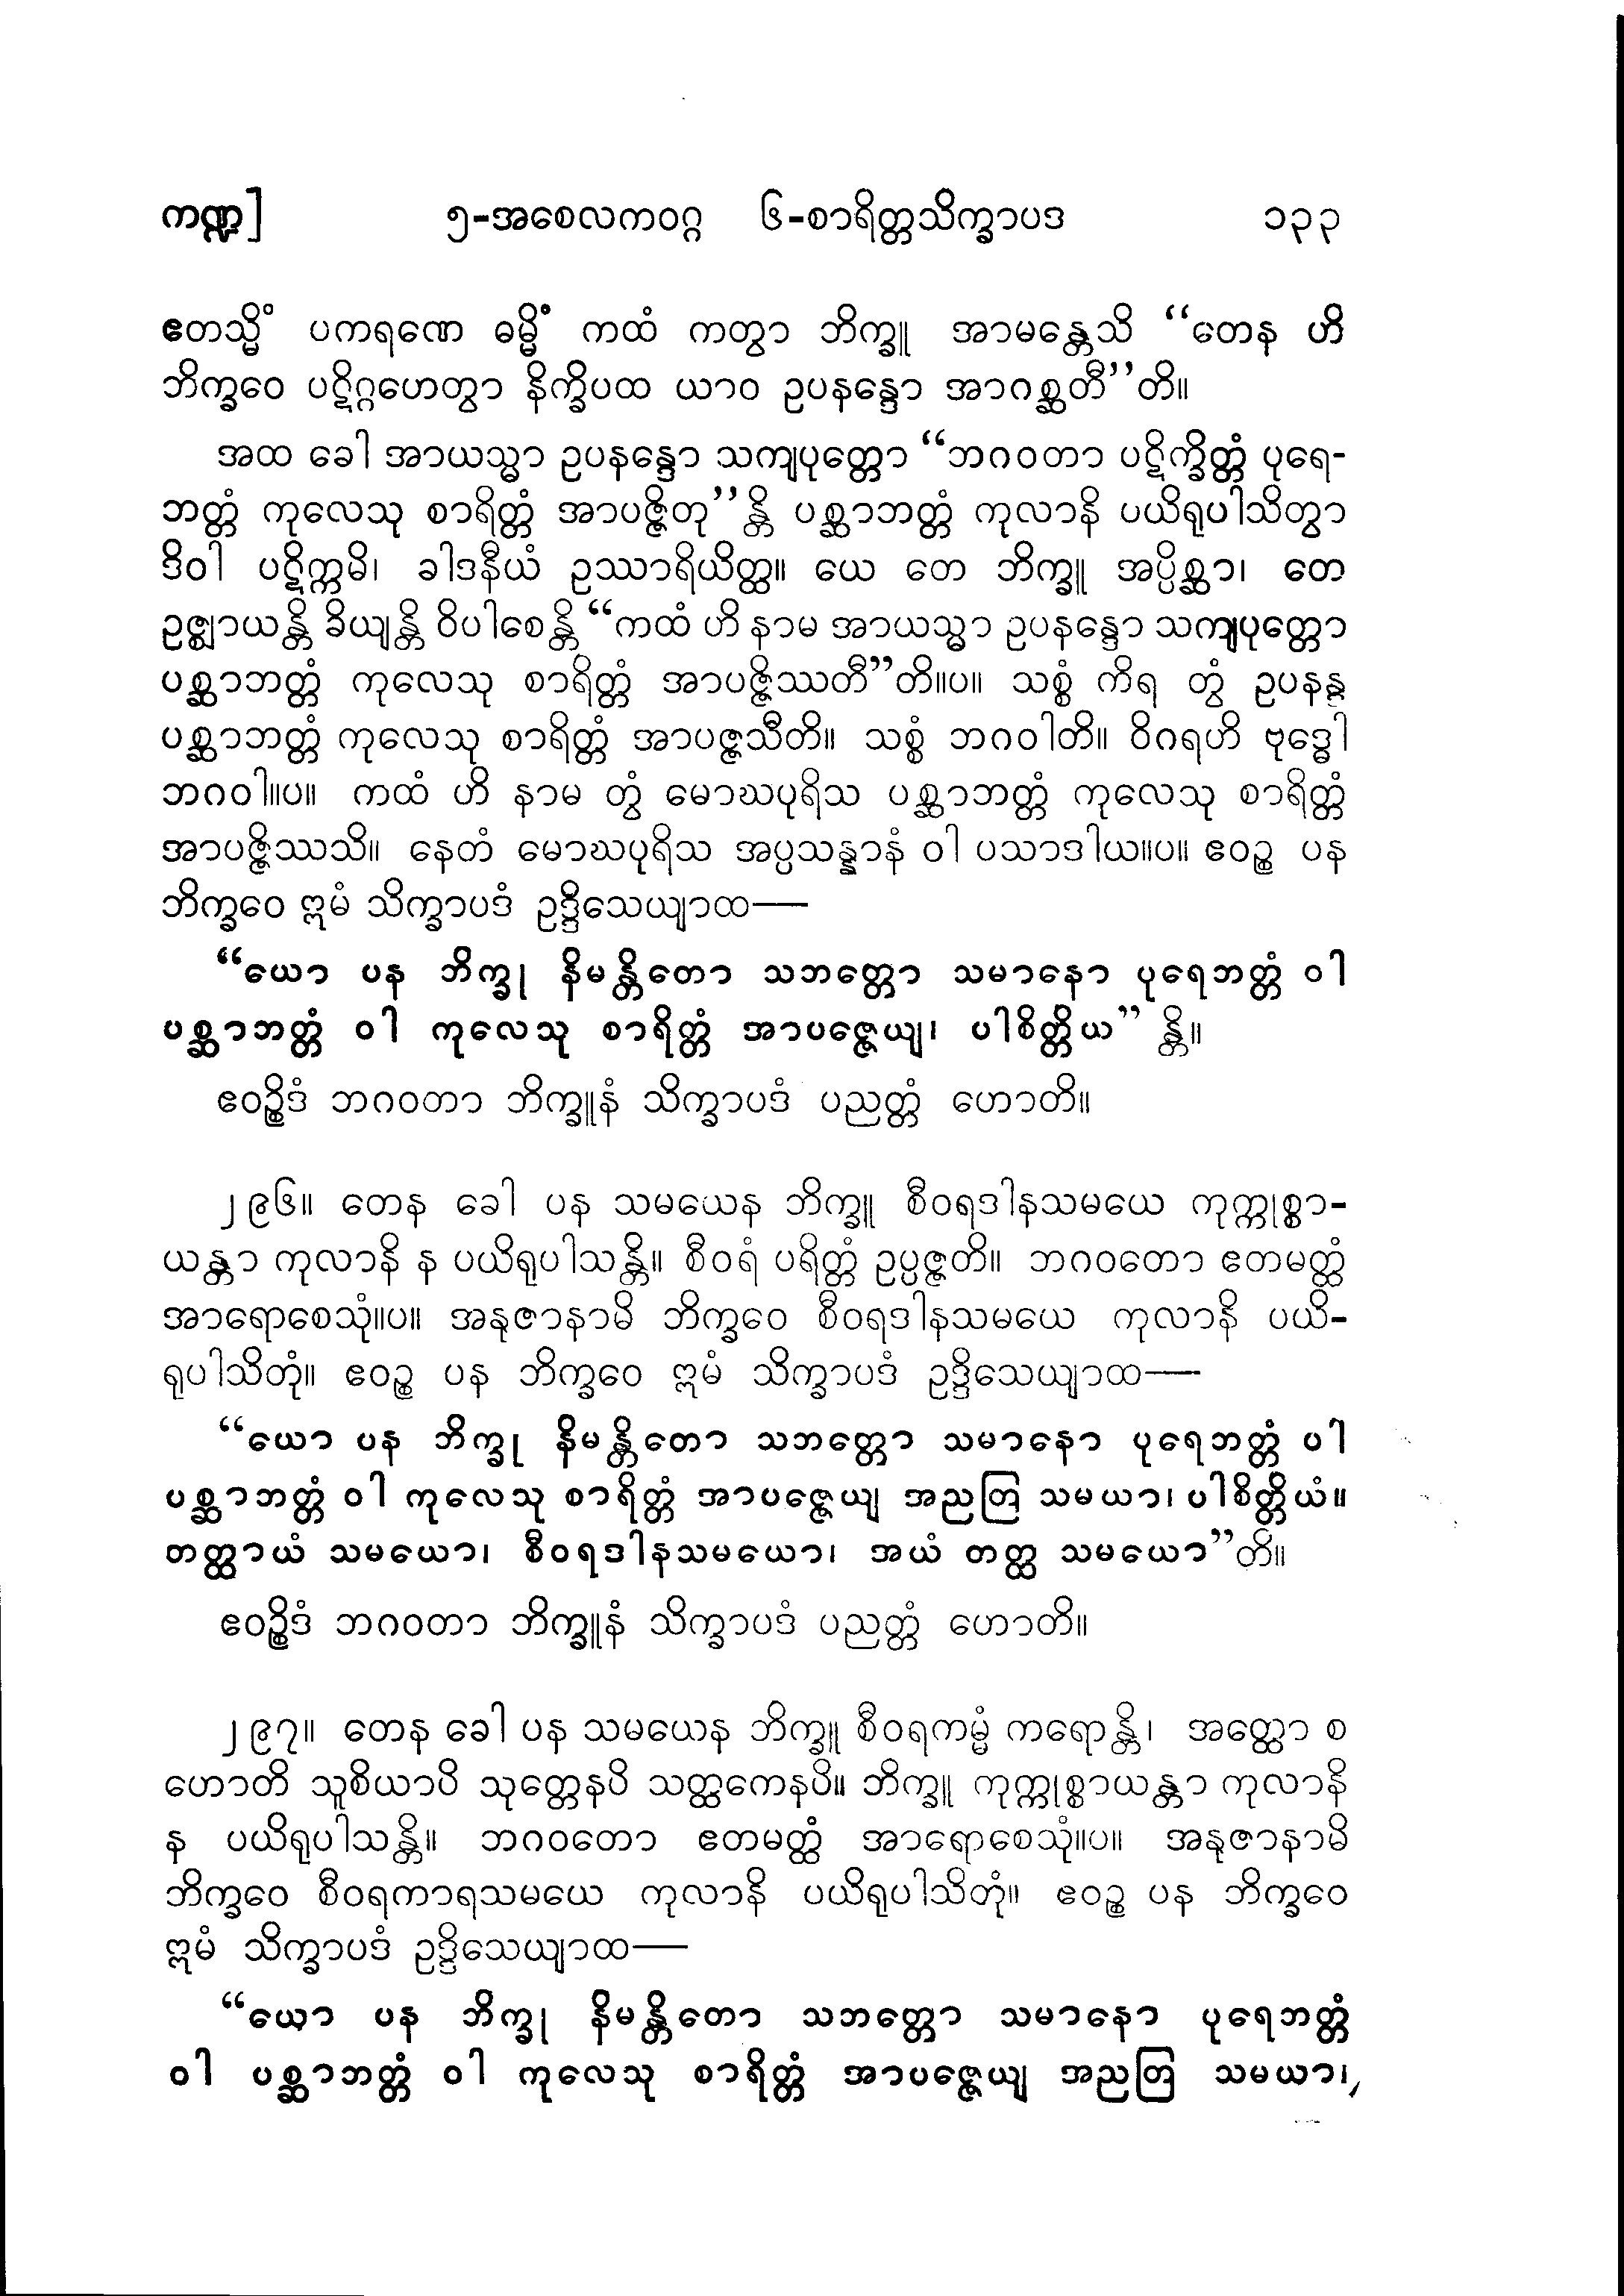 ကဏ္ဍ] ၅-အစေလကဝဂ္ဂ ၆-စာရိတ္တသိက္ခာပဒ ၁၃၃
ဧတသ္မိံ ပကရဏေ ဓမ္မိံ ကထံ ကတွာ ဘိက္ခူ အာမန္တေသိ “တေန ဟိ
ဘိက္ခဝေ ပဋိဂ္ဂဟေတွာ နိက္ခိပထ ယာဝ ဥပနန္ဒော အာဂစ္ဆတီ”တိ။
အထ ခေါ အာယသ္မာ ဥပနန္ဒော သကျပုတ္တော “ဘဂဝတာ ပဋိက္ခိတ္တံ ပုရေ-
ဘတ္တံ ကုလေသု စာရိတ္တံ အာပဇ္ဇိတု”န္တိ ပစ္ဆာဘတ္တံ ကုလာနိ ပယိရုပါသိတွာ
ဒိဝါ ပဋိက္ကမိ၊ ခါဒနီယံ ဥဿာရိယိတ္ထ။ ယေ တေ ဘိက္ခူ အပ္ပိစ္ဆာ၊ တေ
ဥဇ္ဈာယန္တိ ခိယျန္တိ ဝိပါစေန္တိ “ကထံ ဟိ နာမ အာယသ္မာ ဥပနန္ဒော သကျပုတ္တော
ပစ္ဆာဘတ္တံ ကုလေသု စာရိတ္တံ အာပဇ္ဇိဿတီ”တိ။ပ။ သစ္စံ ကိရ တွံ ဥပနန္ဒ
ပစ္ဆာဘတ္တံ ကုလေသု စာရိတ္တံ အာပဇ္ဇသီတိ။ သစ္စံ ဘဂဝါတိ။ ဝိဂရဟိ ဗုဒ္ဓေါ
ဘဂဝါ။ပ။ ကထံ ဟိ နာမ တွံ မောဃပုရိသ ပစ္ဆာဘတ္တံ ကုလေသု စာရိတ္တံ
အာပဇ္ဇိဿသိ။ နေတံ မောဃပုရိသ အပ္ပသန္နာနံ ဝါ ပသာဒါယ။ပ။ ဧဝဉ္စ ပန
ဘိက္ခဝေ ဣမံ သိက္ခာပဒံ ဥဒ္ဒိသေယျာထ—
“ယော ပန ဘိက္ခု နိမန္တိတော သဘတ္တော သမာနော ပုရေဘတ္တံ ဝါ
ပစ္ဆာဘတ္တံ ဝါ ကုလေသု စာရိတ္တံ အာပဇ္ဇေယျ၊ ပါစိတ္တိယ” န္တိ။
ဧဝဉ္စိဒံ ဘဂဝတာ ဘိက္ခူနံ သိက္ခာပဒံ ပညတ္တံ ဟောတိ။
၂၉၆။ တေန ခေါ ပန သမယေန ဘိက္ခူ စီဝရဒါနသမယေ ကုက္ကုစ္စာ-
ယန္တာ ကုလာနိ န ပယိရုပါသန္တိ။ စီဝရံ ပရိတ္တံ ဥပ္ပဇ္ဇတိ။ ဘဂဝတော ဧတမတ္ထံ
အာရောစေသုံ။ပ။ အနုဇာနာမိ ဘိက္ခဝေ စီဝရဒါနသမယေ ကုလာနိ ပယိ-
ရုပါသိတုံ။ ဧဝဉ္စ ပန ဘိက္ခဝေ ဣမံ သိက္ခာပဒံ ဥဒ္ဒိသေယျာထ—
“ယော ပန ဘိက္ခု နိမန္တိတော သဘတ္တော သမာနော ပုရေဘတ္တံ ပါ
ပစ္ဆာဘတ္တံ ဝါ ကုလေသု စာရိတ္တံ အာပဇ္ဇေယျ အညတြ သမယာ၊ ပါစိတ္တိယံ။
တတ္ထာယံ သမယော၊ စီဝရဒါနသမယော၊ အယံ တတ္ထ သမယော”တိ။
ဧဝဉ္စိဒံ ဘဂဝတာ ဘိက္ခူနံ သိက္ခာပဒံ ပညတ္တံ ဟောတိ။
၂၉၇။ တေန ခေါ ပန သမယေန ဘိက္ခူ စီဝရကမ္မံ ကရောန္တိ၊ အတ္ထော စ
ဟောတိ သူစိယာပိ သုတ္တေနပိ သတ္ထကေနပိ။ ဘိက္ခူ ကုက္ကုစ္စာယန္တာ ကုလာနိ
န ပယိရုပါသန္တိ။ ဘဂဝတော ဧတမတ္ထံ အာရောစေသုံ။ပ။ အနုဇာနာမိ
ဘိက္ခဝေ စီဝရကာရသမယေ ကုလာနိ ပယိရုပါသိတုံ။ ဧဝဉ္စ ပန ဘိက္ခဝေ
ဣမံ သိက္ခာပဒံ ဥဒ္ဒိသေယျာထ—
“ယော ပန ဘိက္ခု နိမန္တိတော သဘတ္တော သမာနော ပုရေဘတ္တံ
ဝါ ပစ္ဆာဘတ္တံ ဝါ ကုလေသု စာရိတ္တံ အာပဇ္ဇေယျ အညတြ သမယာ၊